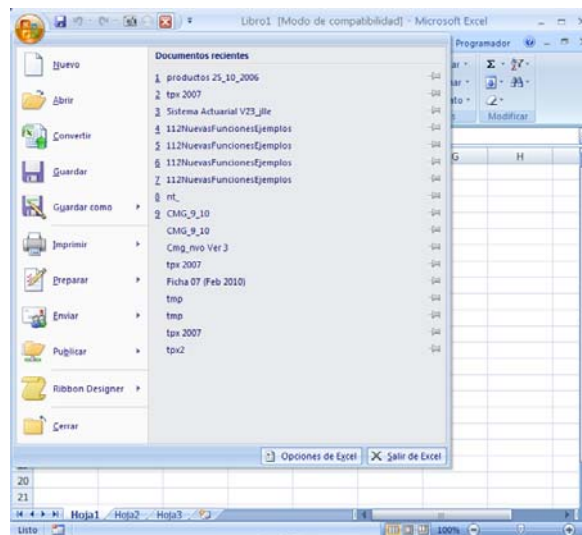 Libro1 [Modo de compatibilidad] - Microsoft Excel
Programador
Modificar
Nuevo
Abrir
Convertir
Guardar
Guardar como
Imprimir
Preparar
Enviar
Publicar
Ribbon Designer
Cerrar
Documentos recientes
1 productos 25_10_2006
2 tpx 2007
3 Sistema Actuarial V23_jlle
4 112NuevasFuncionesEjemplos
5 112NuevasFuncionesEjemplos
6 112NuevasFuncionesEjemplos
7 112NuevasFuncionesEjemplos
8 nt_
9 CMG_9_10
CMG_9_10
Cmg_nvo Ver 3
tpx 2007
Ficha 07 (Feb 2010)
tmp
tmp
tpx 2007
tpx2
Opciones de Excel
Salir de Excel
G H
20
21
Hoja1 Hoja2 Hoja3
Listo
100%